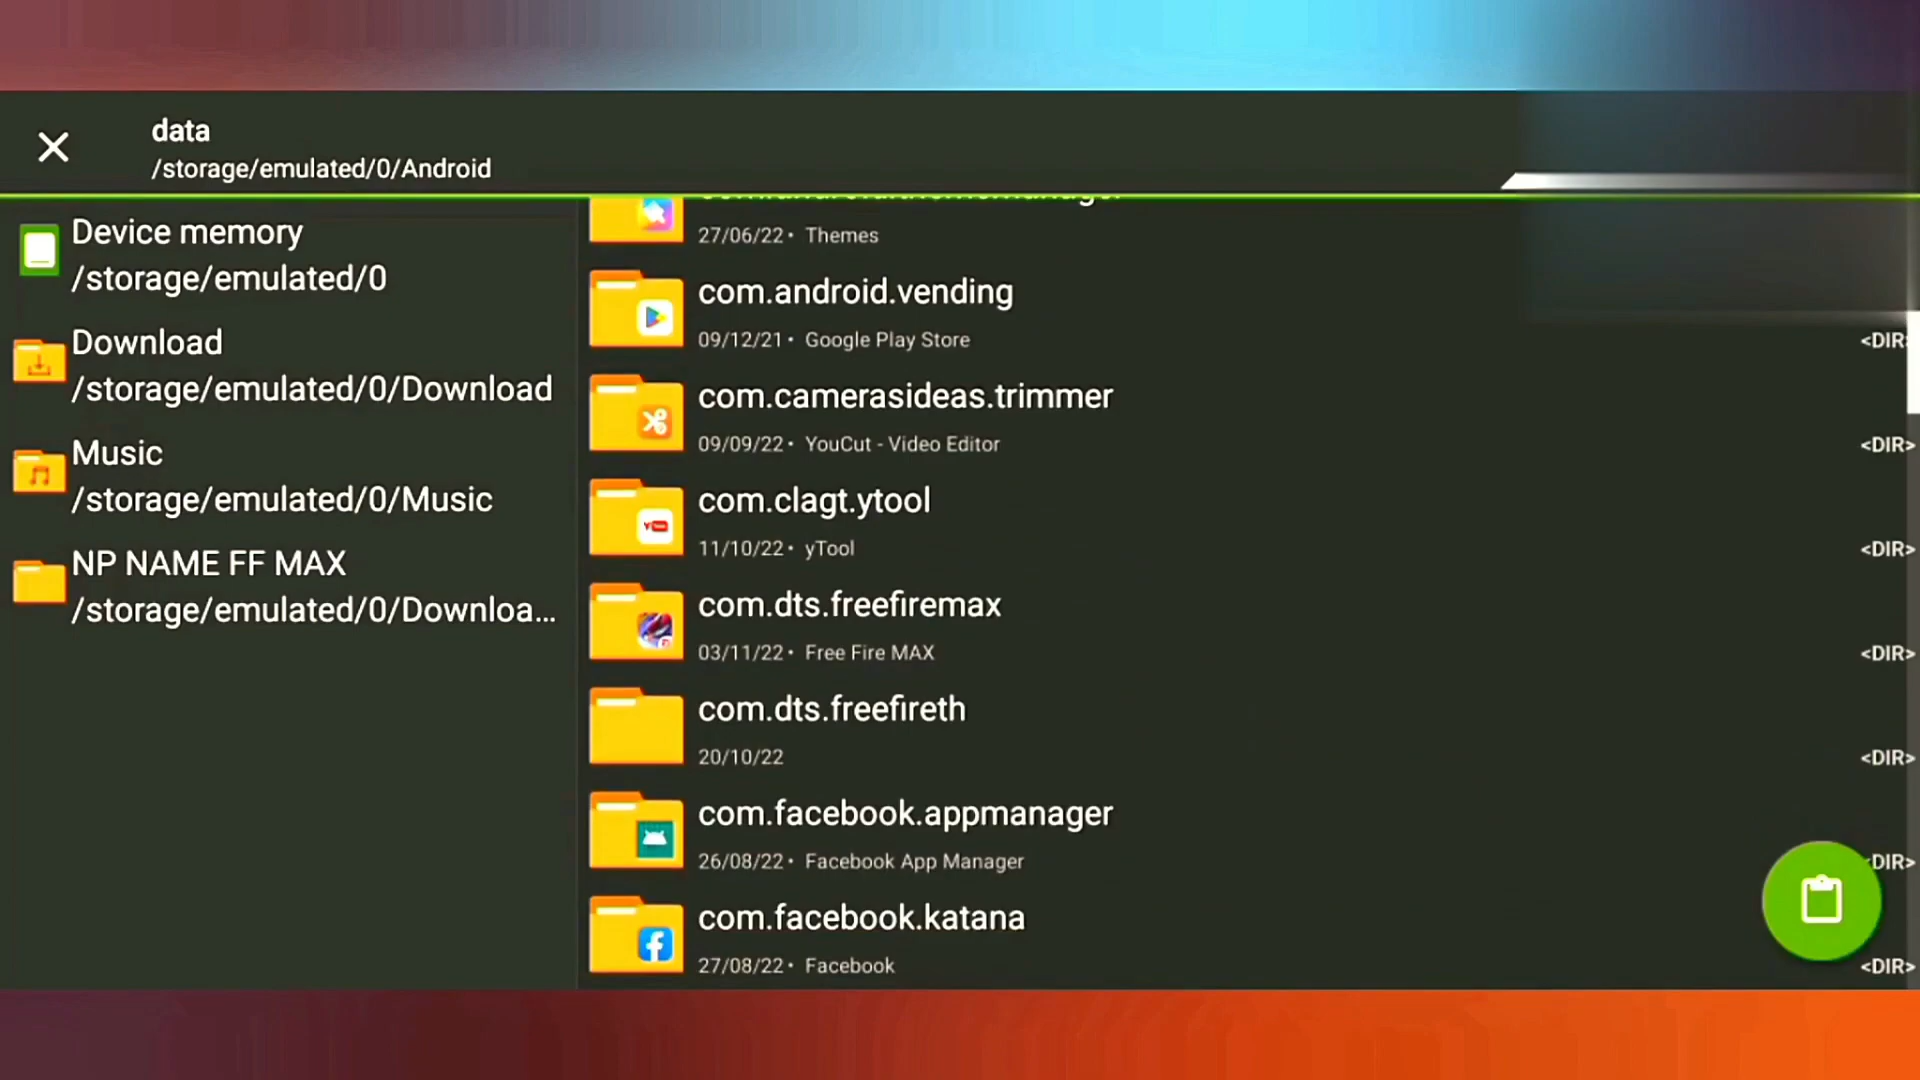 data
/storage/emulated/0/Android
Device memory
/storage/emulated/0
Download
/storage/emulated/0/Download
Music
/storage/emulated/0/Music
NP NAME FF MAX
/storage/emulated/0/Downloa...
27/06/22 • Themes
com.android.vending
09/12/21 • Google Play Store
<DIR>
com.camerasideas.trimmer
09/09/22 • YouCut - Video Editor
<DIR>
com.clagt.ytool
11/10/22 • yTool
<DIR>
com.dts.freefiremax
03/11/22 • Free Fire MAX
<DIR>
com.dts.freefireth
20/10/22
<DIR>
com.facebook.appmanager
26/08/22 • Facebook App Manager
<DIR>
com.facebook.katana
27/08/22 • Facebook
<DIR>